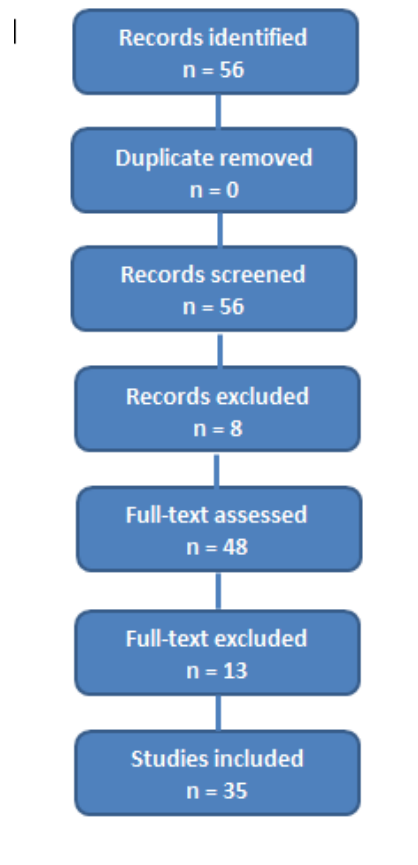 Records identified
n = 56
Duplicate removed
n = 0
Records screened
n = 56
Records excluded
n = 8
Full-text assessed
n = 48
Full-text excluded
n = 13
Studies included
n = 35